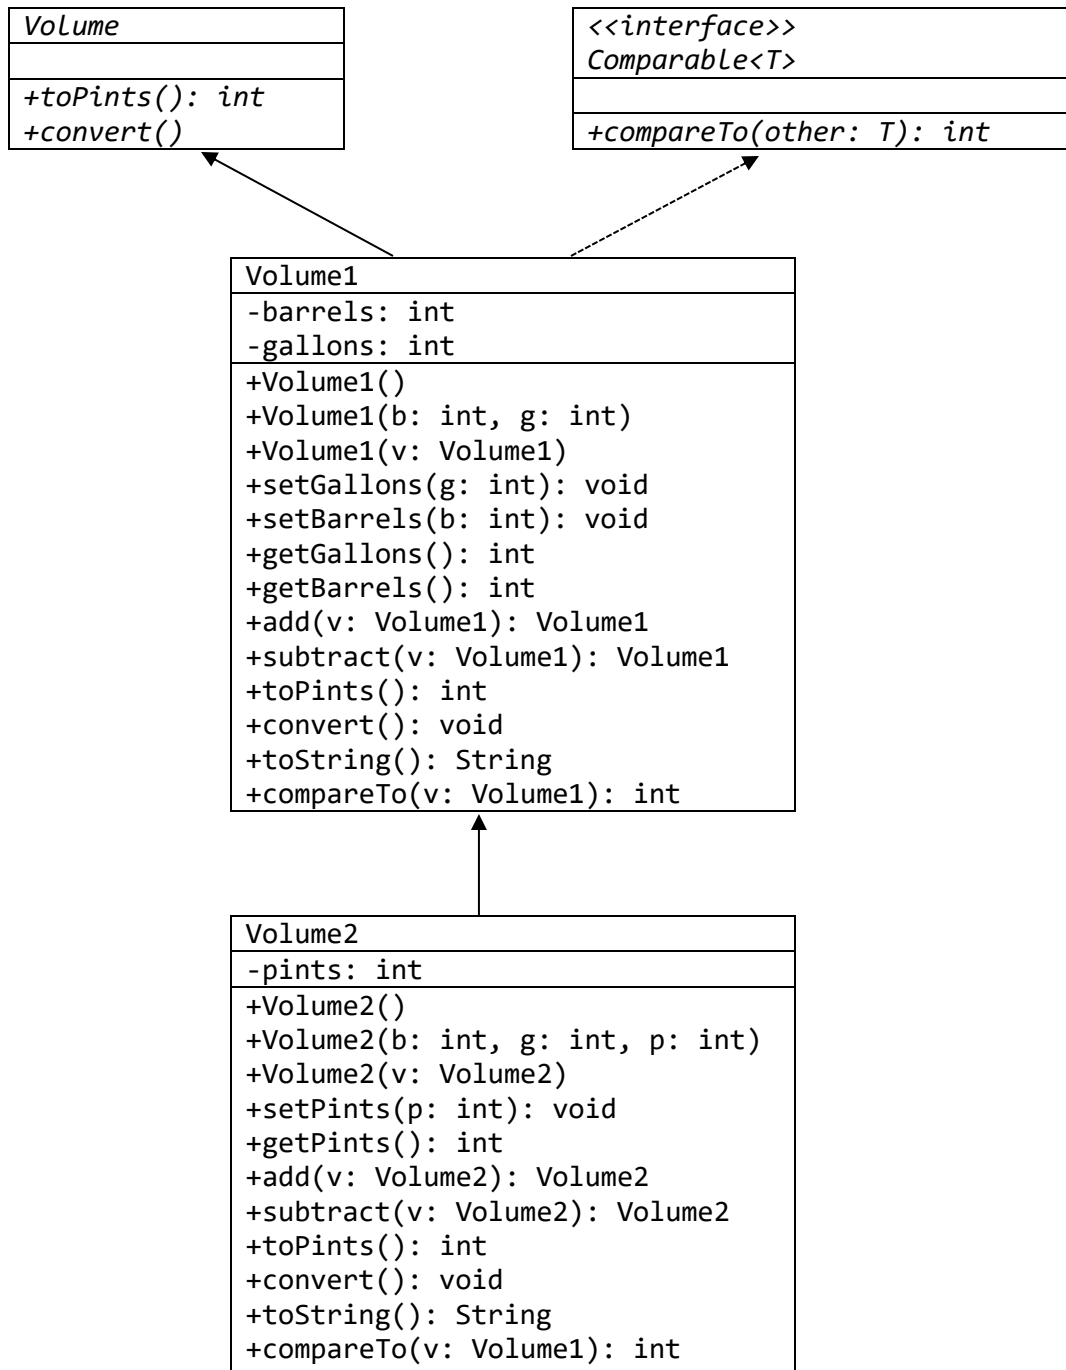 Volume
+toPints(): int
+convert()
<<interface>>
Comparable<T>
+compareTo(other: T): int
Volume1
-barrels: int
-gallons: int
+Volume1()
+Volume1(b: int, g: int)
+Volume1(v: Volume1)
+setGallons(g: int): void
+setBarrels(b: int): void
+getGallons(): int
+getBarrels(): int
+add(v: Volume1): Volume1
+subtract(v: Volume1): Volume1
+toPints(): int
+convert(): void
+toString(): String
+compareTo(v: Volume1): int
Volume2
-pints: int
+Volume2()
+Volume2(b: int, g: int, p: int)
+Volume2(v: Volume2)
+setPints(p: int): void
+getPints(): int
+add(v: Volume2): Volume2
+subtract(v: Volume2): Volume2
+toPints(): int
+convert(): void
+toString(): String
+compareTo(v: Volume1): int